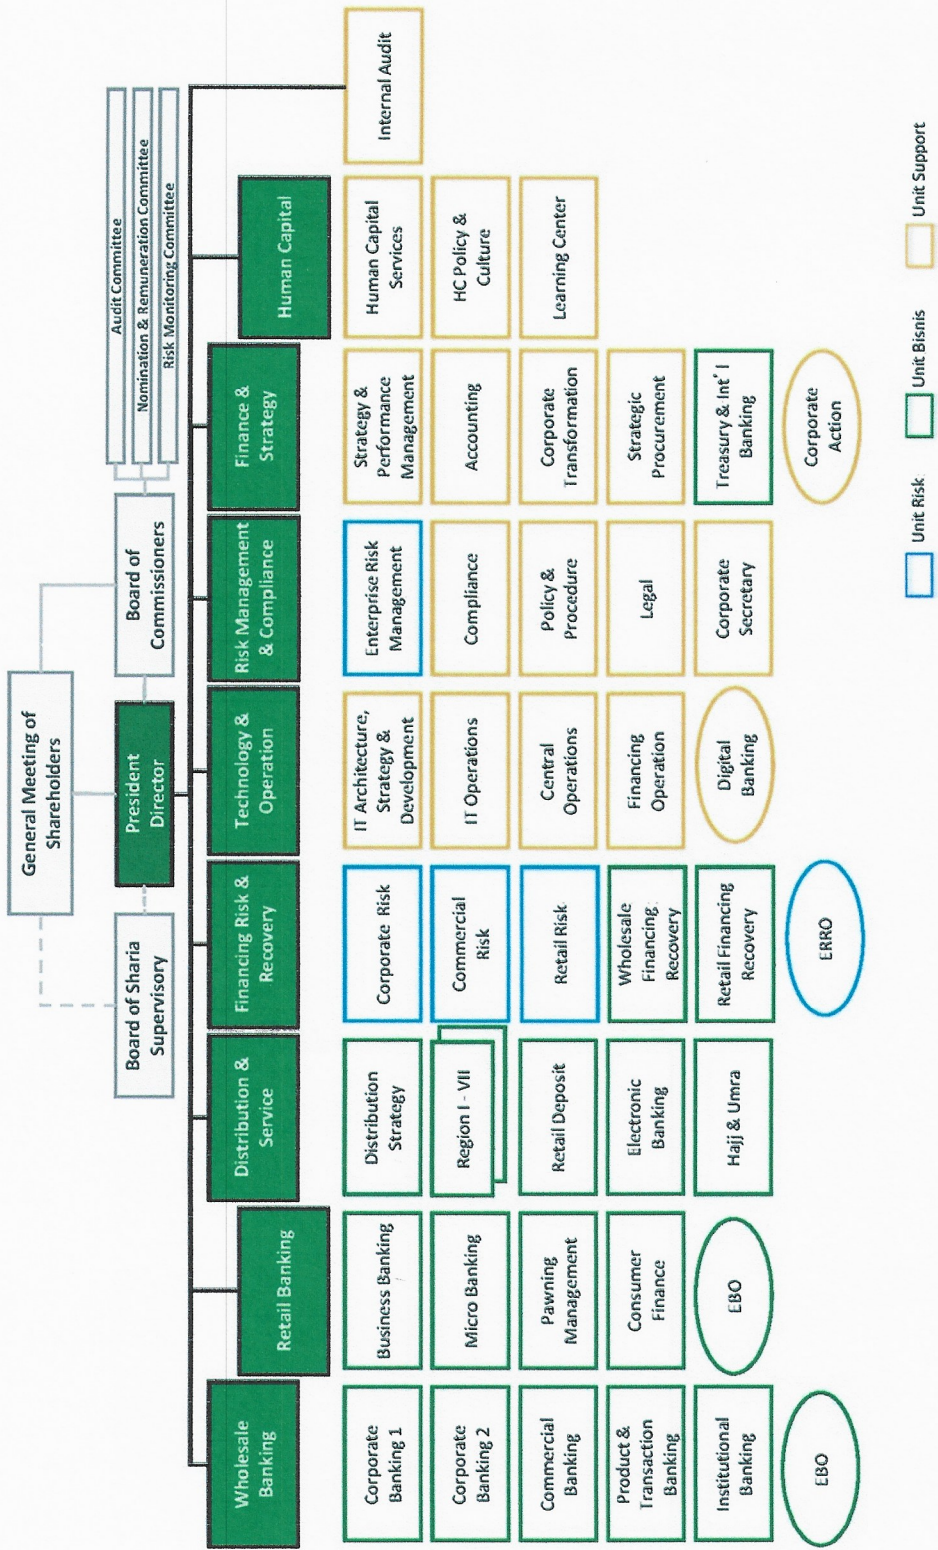 General Meeting of
Shareholders
Board of Sharia
Supervisory
President
Director
Board of
Commissioners
Audit Committee
Nomination & Remuneration Committee
Risk Monitoring Committee
Wholesale
Banking
Retail Banking
Distribution &
Service
Financing Risk &
Recovery
Technology &
Operation
Risk Management
& Compliance
Finance &
Strategy
Human Capital
Internal Audit
Corporate
Banking 1
Corporate
Banking 2
Commercial
Banking
Product &
Transaction
Banking
Institutional
Banking
EBO
Business Banking
Micro Banking
Pawning
Management
Consumer
Finance
EBO
Distribution
Strategy
Region I - VII
Retail Deposit
Electronic
Banking
Hajj & Umra
Corporate Risk
Commercial
Risk
Retail Risk
Wholesale
Financing
Recovery
Retail Financing
Recovery
ERRO
IT Architecture,
Strategy &
Development
IT Operations
Central
Operations
Financing
Operation
Digital
Banking
Enterprise Risk
Management
Compliance
Policy &
Procedure
Legal
Corporate
Secretary
Strategy &
Performance
Management
Accounting
Corporate
Transformation
Strategic
Procurement
Treasury & Int' l
Banking
Corporate
Action
Human Capital
Services
HC Policy &
Culture
Learning Center
Unit Risk
Unit Bisnis
Unit Support